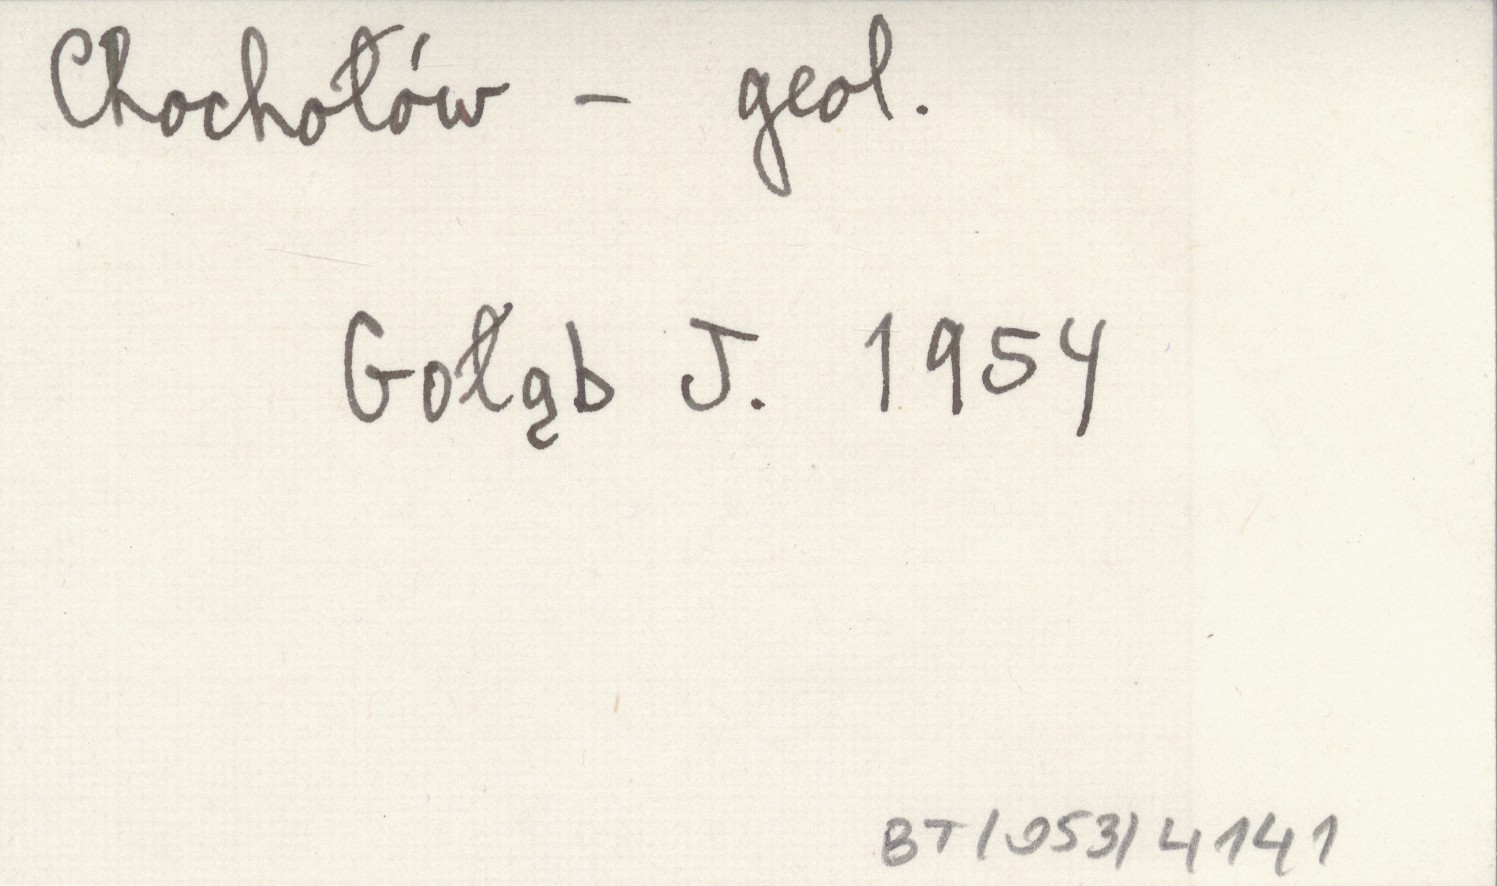 Chochołów - geol.
Gołąb J. 1954
BT/053/4141